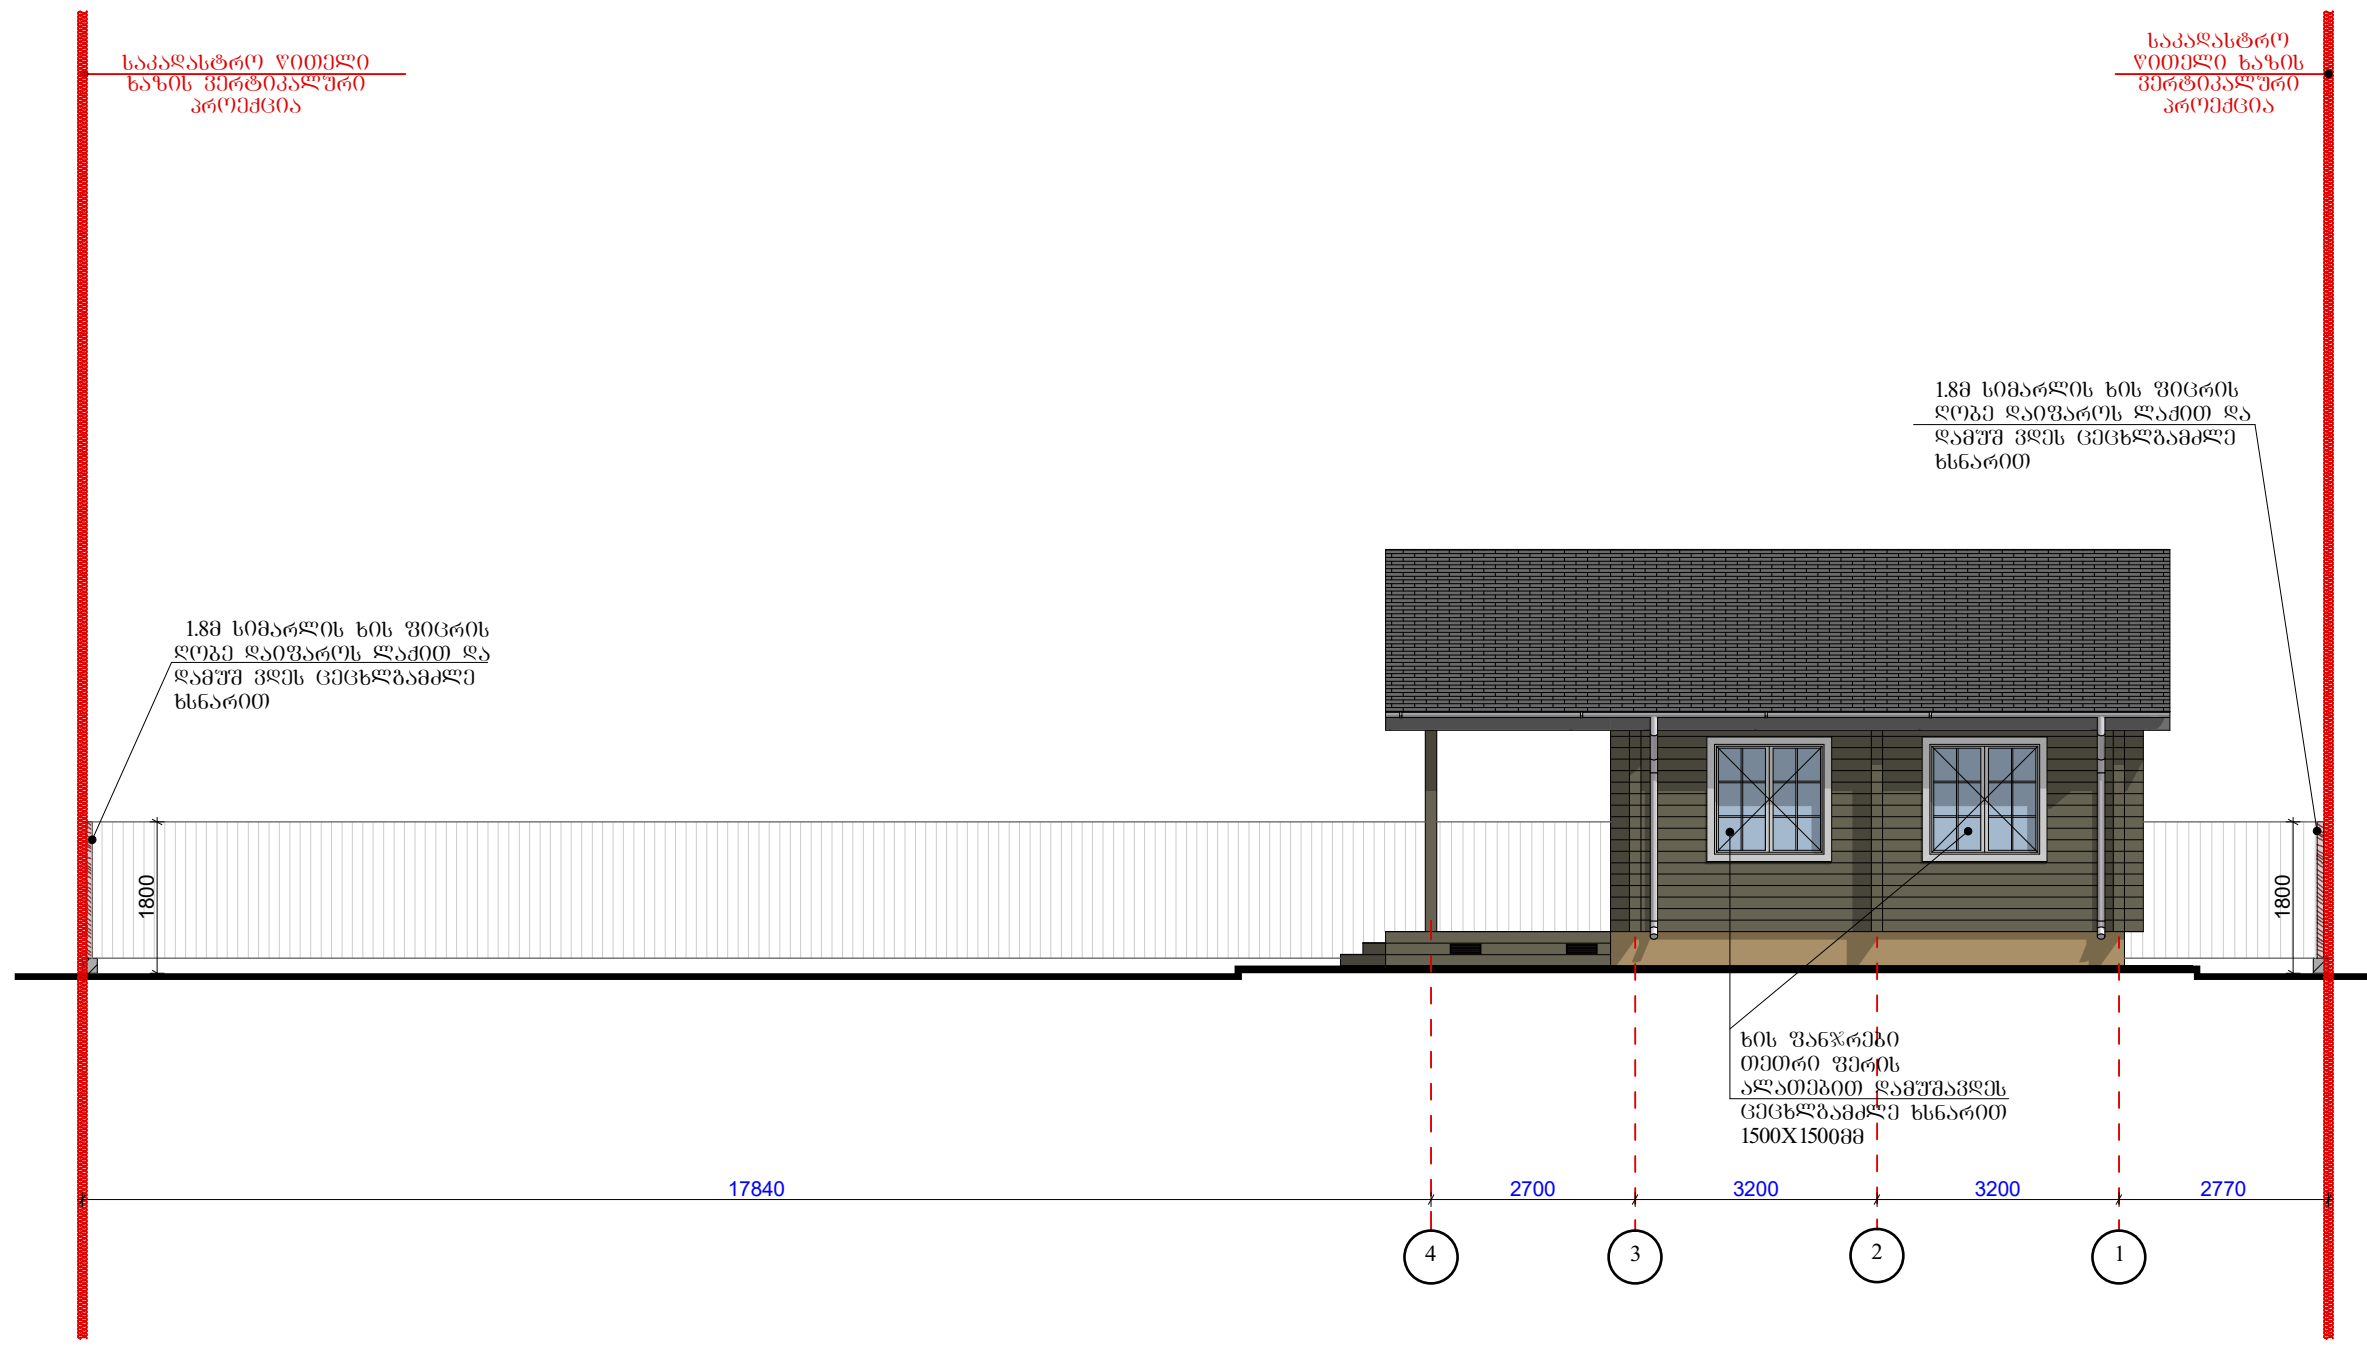 საკადასტრო წითელი
ხაზის ვერტიკალური
პროექცია
საკადასტრო
წითელი ხაზის
ვერტიკალური
პროექცია
1.8მ სიმარლის ხის ფიცრის
ღობე დაიფაროს ლაქით და
დამუშ ვდეს ცეცხლგამძლე
ხსნარით
1.8მ სიმარლის ხის ფიცრის
ღობე დაიფაროს ლაქით და
დამუშ ვდეს ცეცხლგამძლე
ხსნარით
1800
1800
ხის ფანჯრები
თეთრი ფერის
ალათებით დამუშავდეს
ცეცხლგამძლე ხსნარით
1500X1500მმ
17840
2700
3200
3200
2770
4
3
2
1